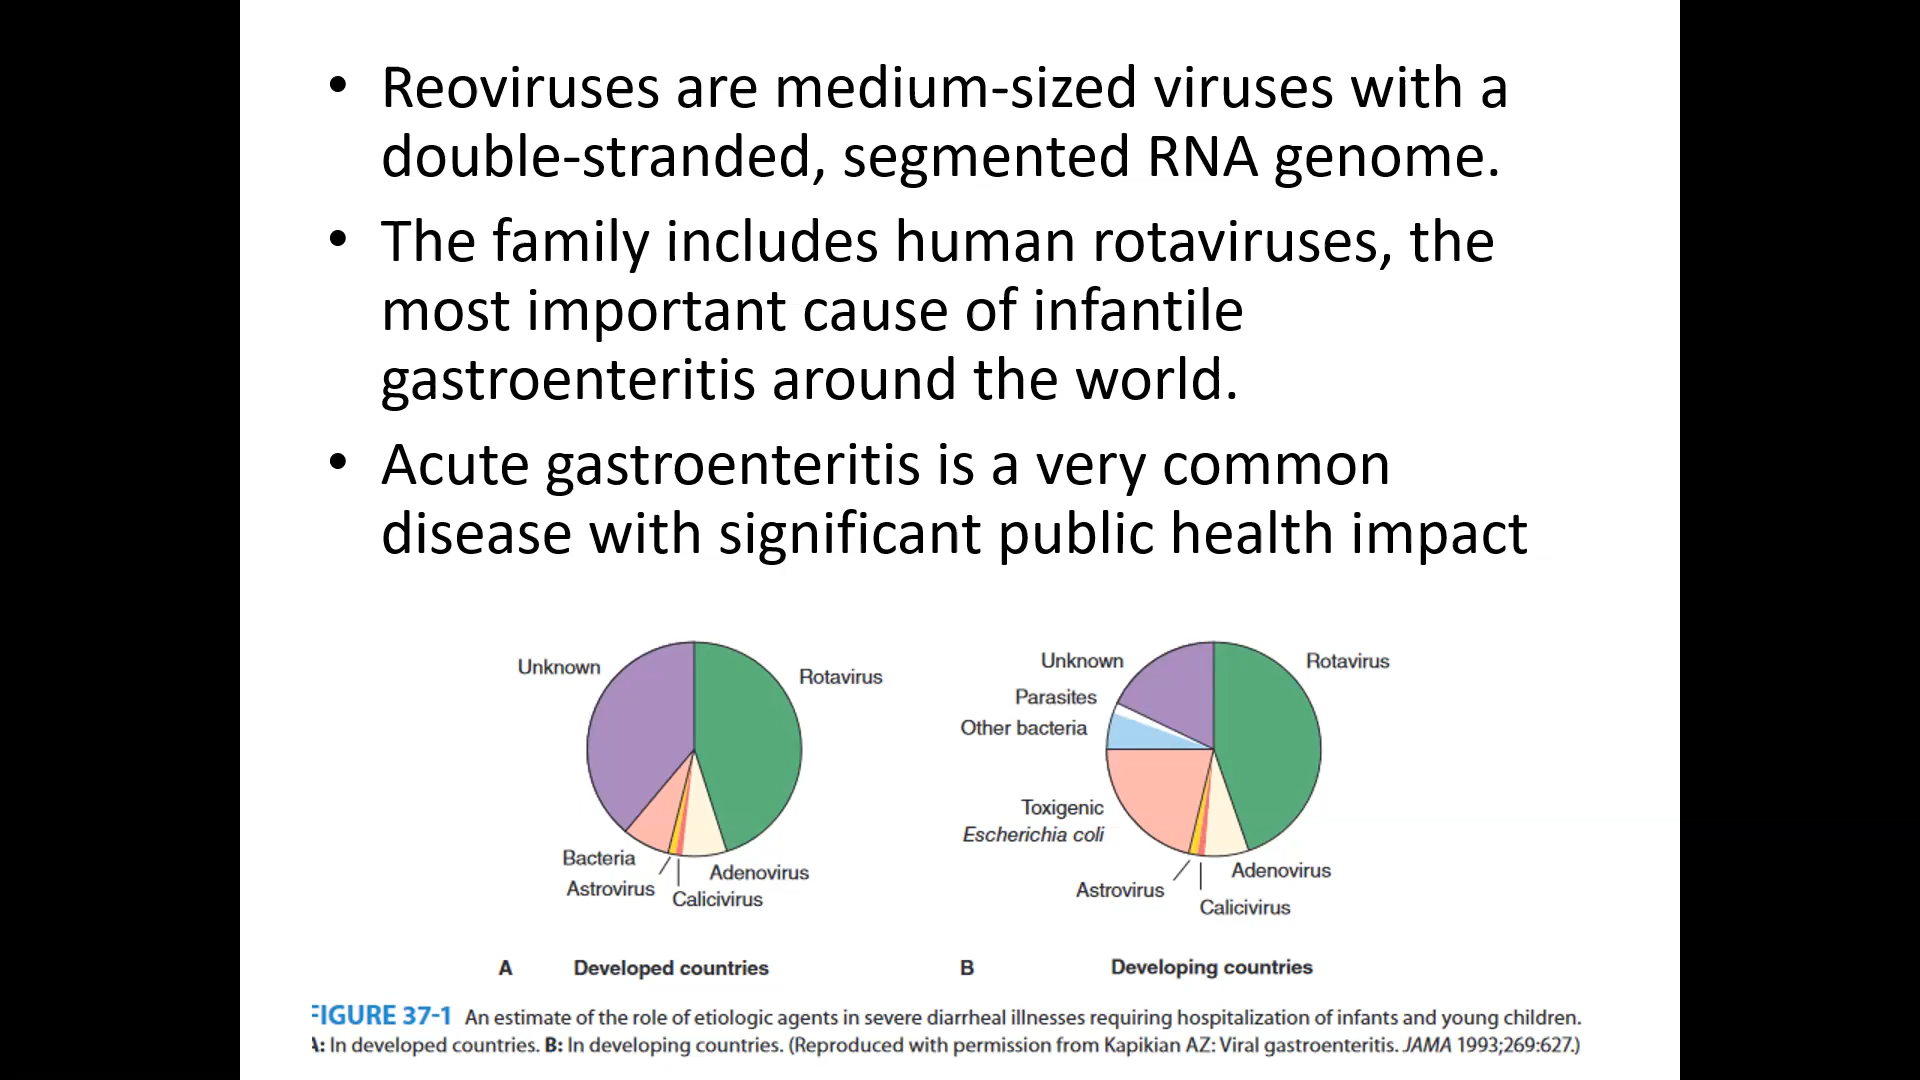 • Reoviruses are medium-sized viruses with a
double-stranded, segmented RNA genome.
• The family includes human rotaviruses, the
most important cause of infantile
gastroenteritis around the world.
• Acute gastroenteritis is a very common
disease with significant public health impact
Unknown
Rotavirus
Bacteria
Astrovirus
Calicivirus
Adenovirus
A Developed countries
Unknown
Rotavirus
Parasites
Other bacteria
Toxigenic
Escherichia coli
Astrovirus
Calicivirus
Adenovirus
B Developing countries
FIGURE 37-1 An estimate of the role of etiologic agents in severe diarrheal illnesses requiring hospitalization of infants and young children.
A: In developed countries. B: In developing countries. (Reproduced with permission from Kapikian AZ: Viral gastroenteritis. JAMA 1993;269:627.)